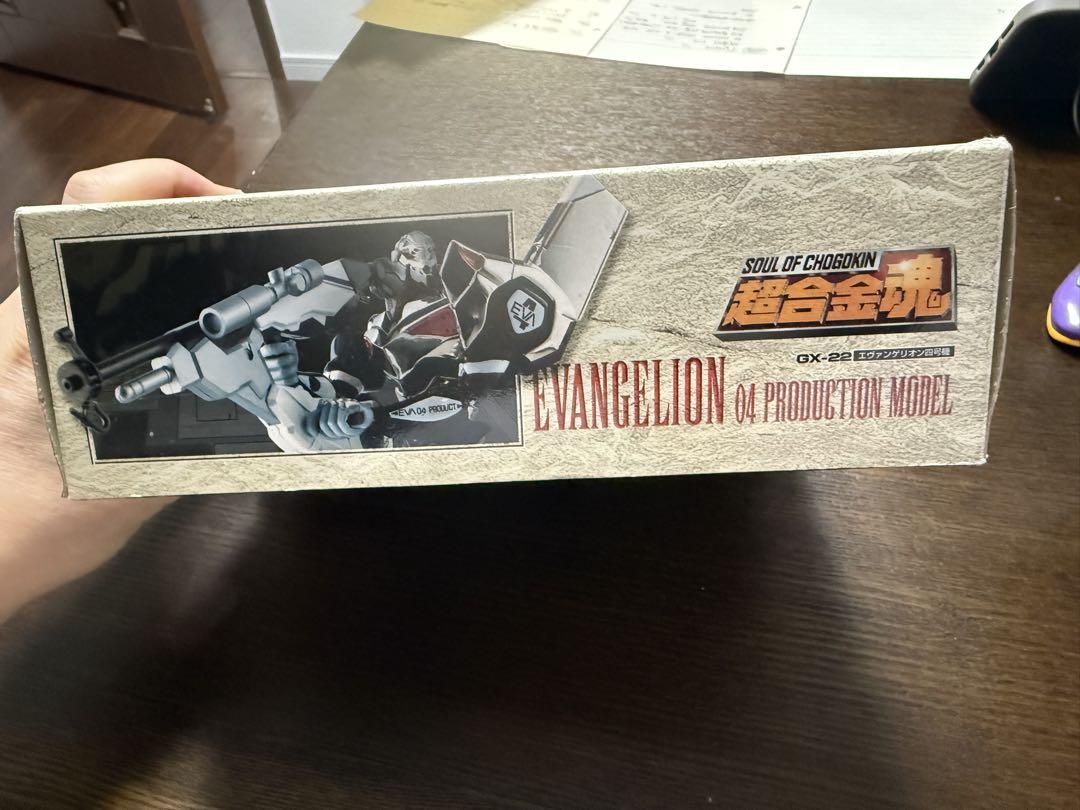 SOUL OF CHOGOKIN
超合金魂
GX-22 エヴァンゲリオン四号機
EVANGELION 04 PRODUCTION MODEL
EVA
4
EVA 04 PRODUCT